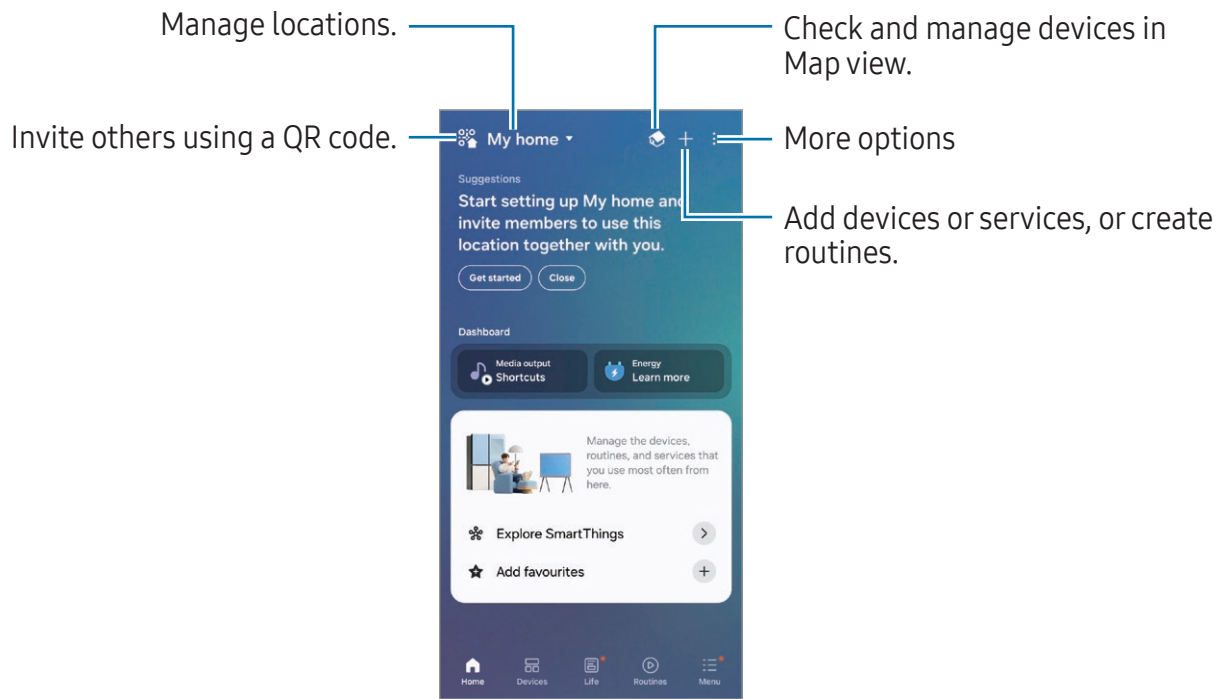 Manage locations.
Check and manage devices in
Map view.
Invite others using a QR code.
My home
More options
Add devices or services, or create
routines.
Suggestions
Start setting up My home and
invite members to use this
location together with you.
Get started
Close
Dashboard
Media output
Shortcuts
Energy
Learn more
Manage the devices,
routines, and services that
you use most often from
here.
Explore SmartThings
Add favourites
Home
Devices
Life
Routines
Menu